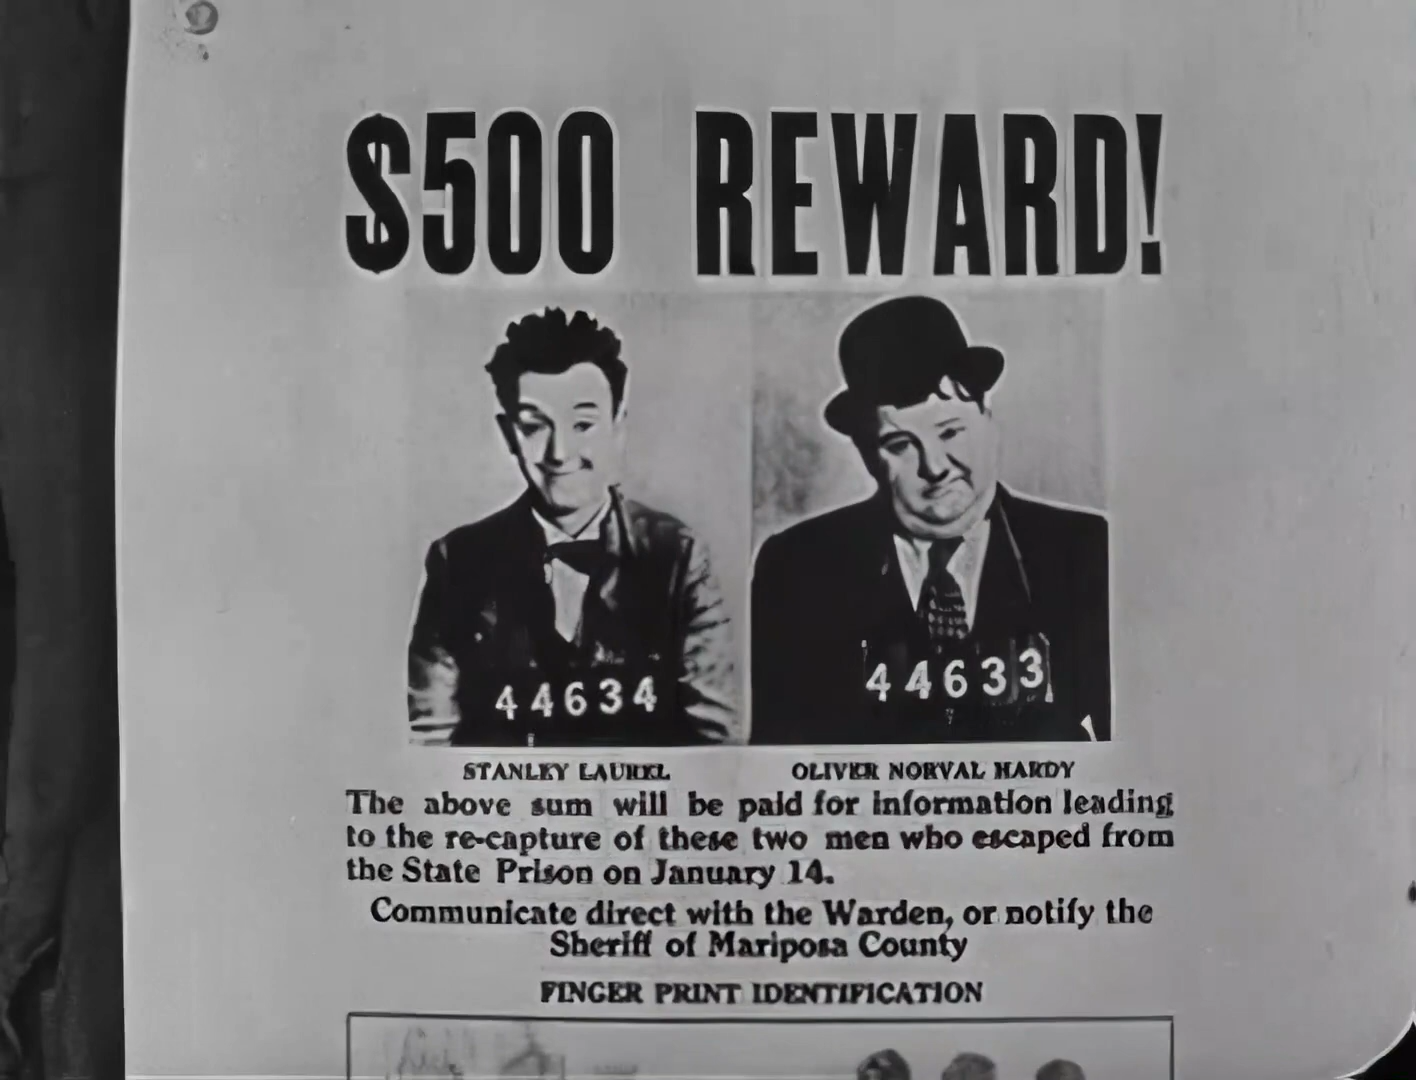 $500 REWARD!
44634
44633
STANLEY LAUREL
OLIVER NORVAL HARDY
The above sum will be paid for information leading
to the re-capture of these two men who escaped from
the State Prison on January 14.
Communicate direct with the Warden, or notify the
Sheriff of Mariposa County
FINGER PRINT IDENTIFICATION